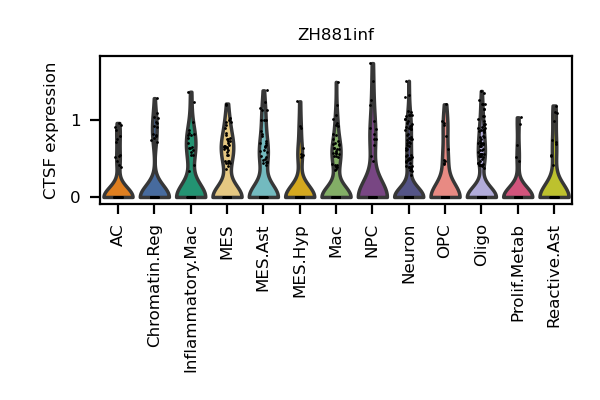 ZH881inf
CTSF expression
1
0
AC
Chromatin.Reg
Inflammatory.Mac
MES
MES.Ast
MES.Hyp
Mac
NPC
Neuron
OPC
Oligo
Prolif.Metab
Reactive.Ast